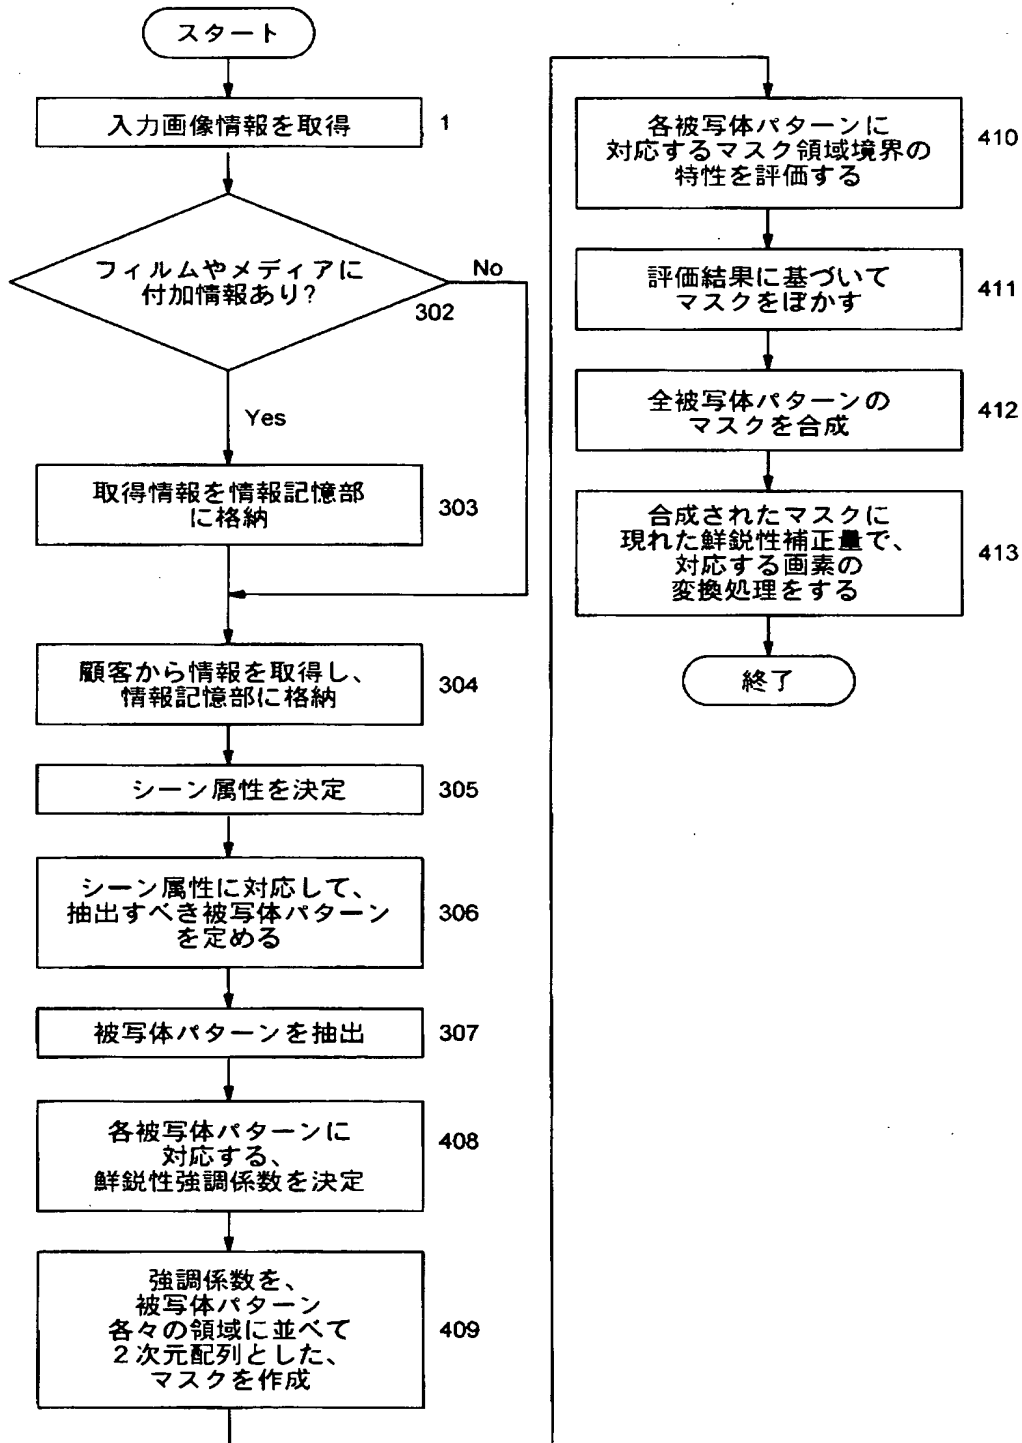 スタート
入力画像情報を取得
1
フィルムやメディアに
付加情報あり?
302
No
Yes
取得情報を情報記憶部
に格納
303
顧客から情報を取得し、
情報記憶部に格納
304
シーン属性を決定
305
シーン属性に対応して、
抽出すべき被写体パターン
を定める
306
被写体パターンを抽出
307
各被写体パターンに
対応する、
鮮鋭性強調係数を決定
408
強調係数を、
被写体パターン
各々の領域に並べて
2次元配列とした、
マスクを作成
409
各被写体パターンに
対応するマスク領域境界の
特性を評価する
410
評価結果に基づいて
マスクをぼかす
411
全被写体パターンの
マスクを合成
412
合成されたマスクに
現れた鮮鋭性補正量で、
対応する画素の
変換処理をする
413
終了